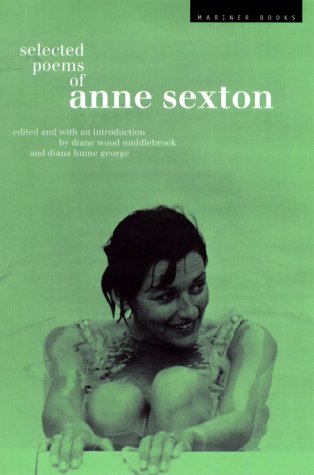 MARINER BOOKS
selected
poems
of
anne sexton
edited and with an introduction
by diane wood middlebrook
and diana hume george